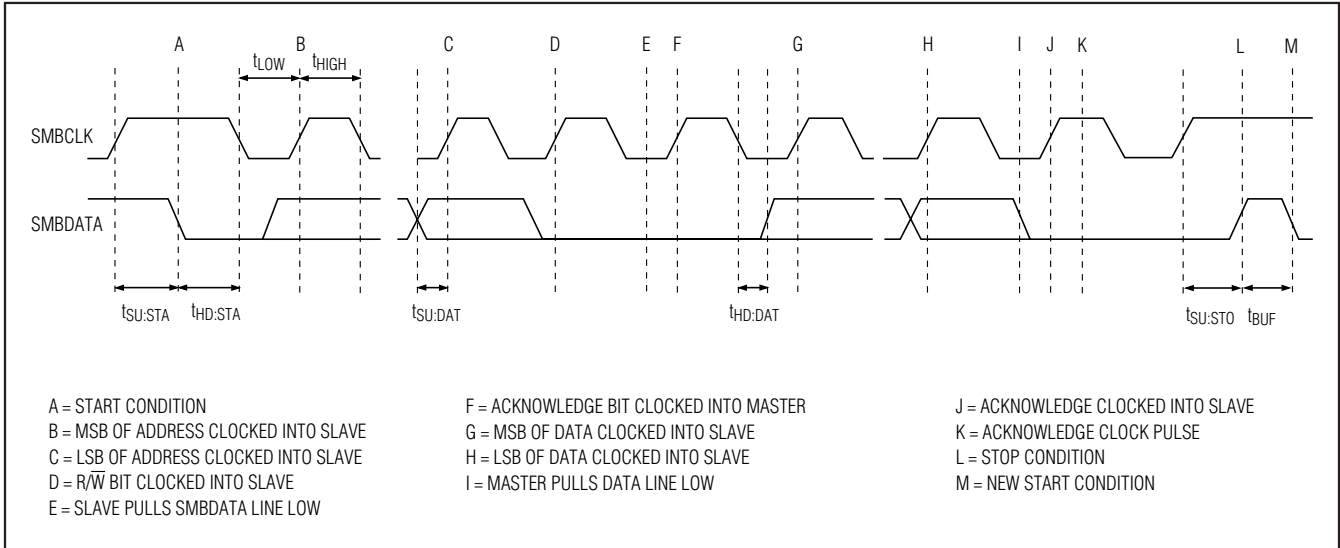 A B C D E F G H I J K L M
tLOW tHIGH
SMBCLK
SMBDATA
tSU:STA tHD:STA tSU:DAT tHD:DAT tSU:STO tBUF
A = START CONDITION
B = MSB OF ADDRESS CLOCKED INTO SLAVE
C = LSB OF ADDRESS CLOCKED INTO SLAVE
D = R/W̅ BIT CLOCKED INTO SLAVE
E = SLAVE PULLS SMBDATA LINE LOW
F = ACKNOWLEDGE BIT CLOCKED INTO MASTER
G = MSB OF DATA CLOCKED INTO SLAVE
H = LSB OF DATA CLOCKED INTO SLAVE
I = MASTER PULLS DATA LINE LOW
J = ACKNOWLEDGE CLOCKED INTO SLAVE
K = ACKNOWLEDGE CLOCK PULSE
L = STOP CONDITION
M = NEW START CONDITION